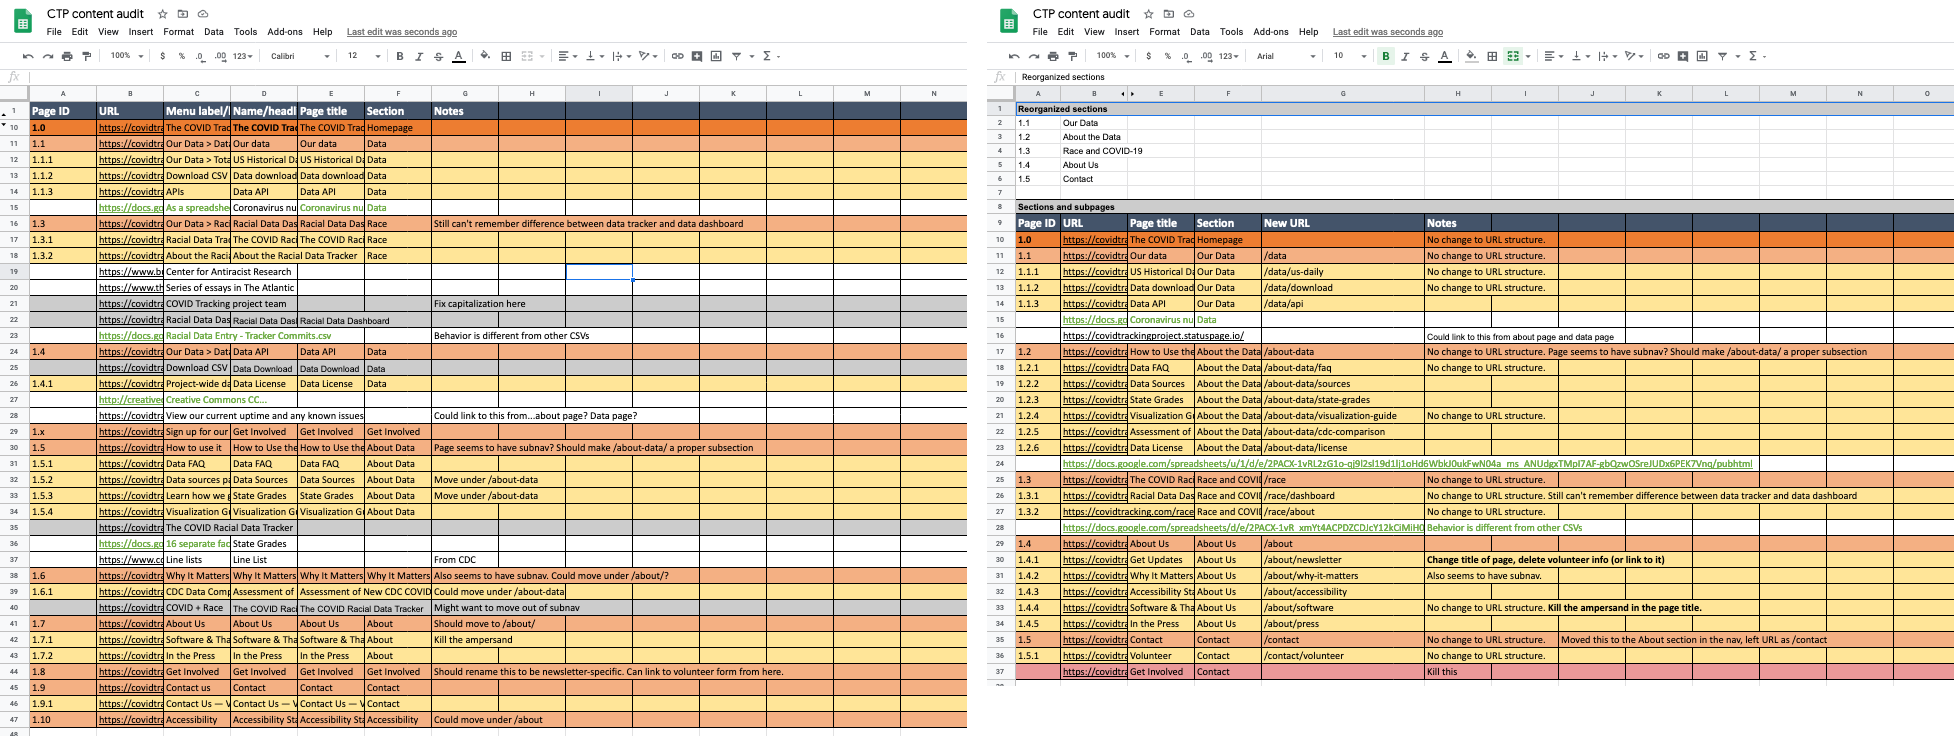 CTP content audit
File Edit View Insert Format Data Tools Add-ons Help Last edit was seconds ago
100% $ % .0 .00 123 Calibri 12 B I S A
fx
A B C D E F G H I J K L M N
1 Page ID URL Menu label/ Name/headl Page title Section Notes
10 1.0 https://covidtra The COVID Trac The COVID Trac The COVID Trac Homepage
11 1.1 https://covidtra Our Data > Data Our data Our data Data
12 1.1.1 https://covidtra Our Data > Tota US Historical Da US Historical Da Data
13 1.1.2 https://covidtra Download CSV Data download Data download Data
14 1.1.3 https://covidtra APIs Data API Data API Data
15 https://docs.go As a spreadshee Coronavirus nu Coronavirus nu Data
16 1.3 https://covidtra Our Data > Raci Racial Data Das Racial Data Das Race Still can't remember difference between data tracker and data dashboard
17 1.3.1 https://covidtra Racial Data Trac The COVID Raci The COVID Raci Race
18 1.3.2 https://covidtra About the Racia About the Racial Data Tracker Race
19 https://www.bu Center for Antiracist Research
20 https://www.th Series of essays in The Atlantic
21 https://covidtra COVID Tracking project team Fix capitalization here
22 https://covidtra Racial Data Das Racial Data Dasl Racial Data Dashboard
23 https://docs.go Racial Data Entry - Tracker Commits.csv Behavior is different from other CSVs
24 1.4 https://covidtra Our Data > Data Data API Data API Data
25 https://covidtra Download CSV Data Download Data Download Data
26 1.4.1 https://covidtra Project-wide da Data License Data License Data
27 http://creative Creative Commons CC...
28 https://covidtra View our current uptime and any known issues Could link to this from...about page? Data page?
29 1.x https://covidtra Sign up for our Get Involved Get Involved Get Involved
30 1.5 https://covidtra How to use it How to Use the How to Use the About Data Page seems to have subnav? Should make /about-data/ a proper subsection
31 1.5.1 https://covidtra Data FAQ Data FAQ Data FAQ About Data
32 1.5.2 https://covidtra Data sources pa Data Sources Data Sources About Data Move under /about-data
33 1.5.3 https://covidtra Learn how we g State Grades State Grades About Data Move under /about-data
34 1.5.4 https://covidtra Visualization Gu Visualization Gu Visualization Gu About Data
35 https://covidtra The COVID Racial Data Tracker
36 https://docs.go 16 separate fac State Grades
37 https://www.cd Line lists Line List From CDC
38 1.6 https://covidtra Why It Matters Why It Matters Why It Matters Why It Matters Also seems to have subnav. Could move under /about/?
39 1.6.1 https://covidtra CDC Data Comp Assessment of Assessment of New CDC COVID Could move under /about-data
40 https://covidtra COVID + Race The COVID Raci The COVID Racial Data Tracker Might want to move out of subnav
41 1.7 https://covidtra About Us About Us About Us About Should move to /about/
42 1.7.1 https://covidtra Software & Tha Software & Tha Software & Tha About Kill the ampersand
43 1.7.2 https://covidtra In the Press In the Press In the Press About
44 1.8 https://covidtra Get Involved Get Involved Get Involved Get Involved Should rename this to be newsletter-specific. Can link to volunteer form from here.
45 1.9 https://covidtra Contact us Contact Contact Contact
46 1.9.1 https://covidtra Contact Us — V Contact Us — V Contact Us — V Contact
47 1.10 https://covidtra Accessibility Accessibility Sta Accessibility Sta Accessibility Could move under /about
48
CTP content audit
File Edit View Insert Format Data Tools Add-ons Help Last edit was seconds ago
100% $ % .0 .00 123 Arial 10 B I S A
fx Reorganized sections
A B E F G H I J K L M N O
1 Reorganized sections
2 1.1 Our Data
3 1.2 About the Data
4 1.3 Race and COVID-19
5 1.4 About Us
6 1.5 Contact
7
8 Sections and subpages
9 Page ID URL Page title Section New URL Notes
10 1.0 https://covidtra The COVID Trac Homepage No change to URL structure.
11 1.1 https://covidtra Our data Our Data /data No change to URL structure.
12 1.1.1 https://covidtra US Historical Da Our Data /data/us-daily No change to URL structure.
13 1.1.2 https://covidtra Data download Our Data /data/download No change to URL structure.
14 1.1.3 https://covidtra Data API Our Data /data/api
15 https://docs.go Coronavirus nu Data
16 https://covidtrackingproject.statuspage.io/ Could link to this from about page and data page
17 1.2 https://covidtra How to Use the About the Data /about-data No change to URL structure. Page seems to have subnav? Should make /about-data/ a proper subsection
18 1.2.1 https://covidtra Data FAQ About the Data /about-data/faq No change to URL structure.
19 1.2.2 https://covidtra Data Sources About the Data /about-data/sources
20 1.2.3 https://covidtra State Grades About the Data /about-data/state-grades
21 1.2.4 https://covidtra Visualization Gu About the Data /about-data/visualization-guide No change to URL structure.
22 1.2.5 https://covidtra Assessment of About the Data /about-data/cdc-comparison
23 1.2.6 https://covidtra Data License About the Data /about-data/license
24
25 1.3 https://covidtra The COVID Raci Race and COVID /race No change to URL structure.
26 1.3.1 https://covidtra Racial Data Das Race and COVID /race/dashboard No change to URL structure. Still can't remember difference between data tracker and data dashboard
27 1.3.2 https://covidtracking.com/race Race and COVID /race/about No change to URL structure.
28 Behavior is different from other CSVs
29 1.4 https://covidtra About Us About Us /about
30 1.4.1 https://covidtra Get Updates About Us /about/newsletter Change title of page, delete volunteer info (or link to it)
31 1.4.2 https://covidtra Why It Matters About Us /about/why-it-matters Also seems to have subnav.
32 1.4.3 https://covidtra Accessibility Sta About Us /about/accessibility
33 1.4.4 https://covidtra Software & Tha About Us /about/software No change to URL structure. Kill the ampersand in the page title.
34 1.4.5 https://covidtra In the Press About Us /about/press
35 1.5 https://covidtra Contact Contact /contact No change to URL structure. Moved this to the About section in the nav, left URL as /contact
36 1.5.1 https://covidtra Volunteer Contact /contact/volunteer No change to URL structure.
37 https://covidtra Get Involved Contact Kill this